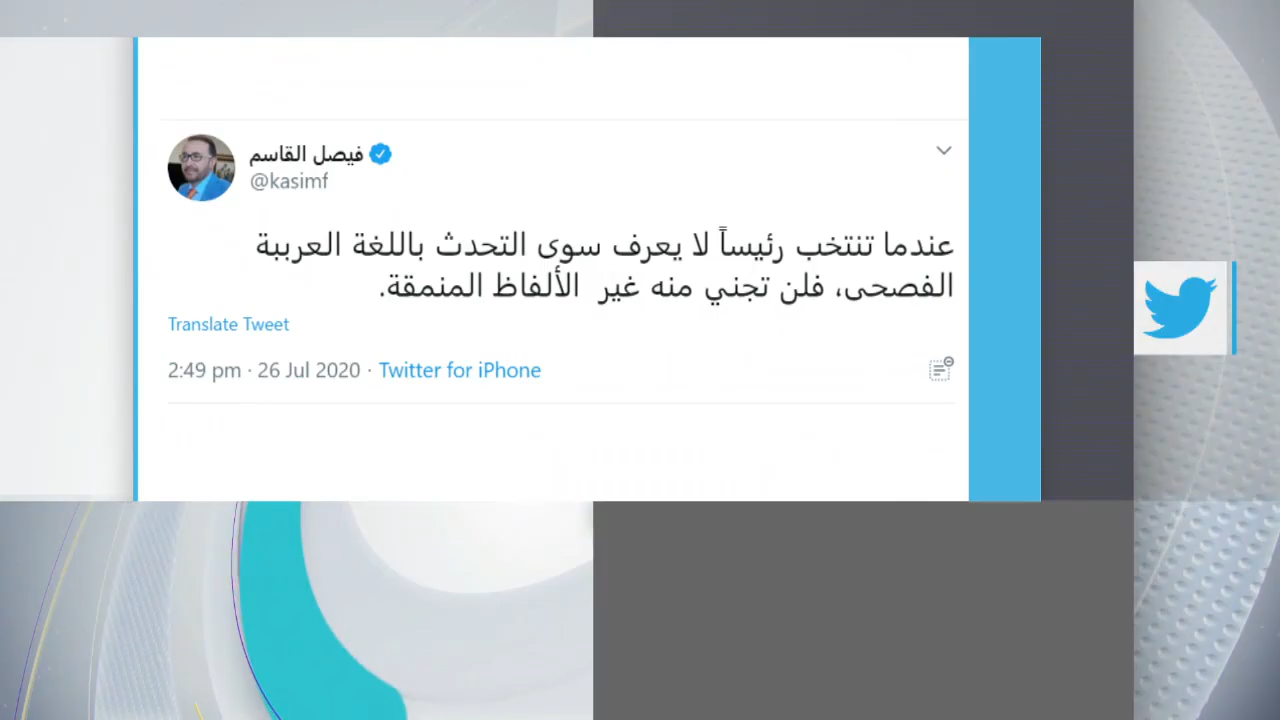 فيصل القاسم
@kasimf
عندما تنتخب رئيساً لا يعرف سوى التحدث باللغة العرببة
الفصحى، فلن تجني منه غير الألفاظ المنمقة.
Translate Tweet
2:49 pm · 26 Jul 2020 · Twitter for iPhone